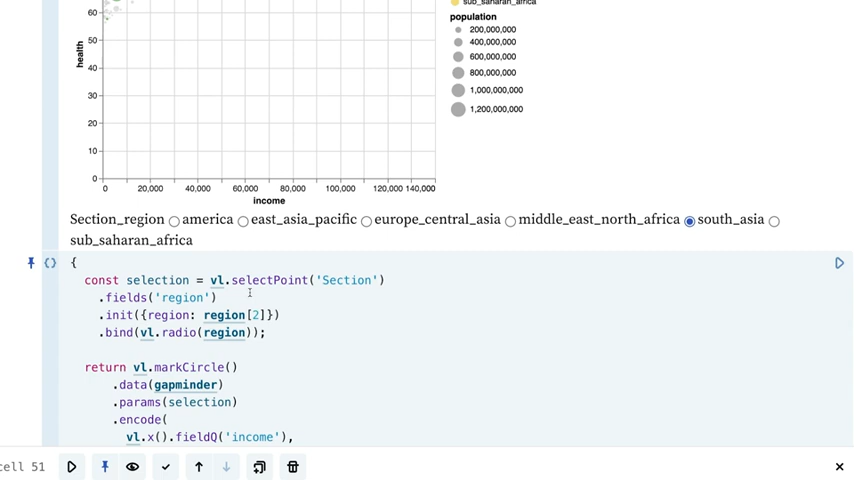 sub_saharan_africa
population
200,000,000
400,000,000
600,000,000
800,000,000
1,000,000,000
1,200,000,000
health
60
50
40
30
20
10
0
0 20,000 40,000 60,000 80,000 100,000 120,000 140,000
income
Section_region america east_asia_pacific europe_central_asia middle_east_north_africa south_asia
sub_saharan_africa
{
const selection = vl.selectPoint('Section')
.fields('region')
.init({region: region[2]})
.bind(vl.radio(region));
return vl.markCircle()
.data(gapminder)
.params(selection)
.encode(
vl.x().fieldQ('income'),
cell 51